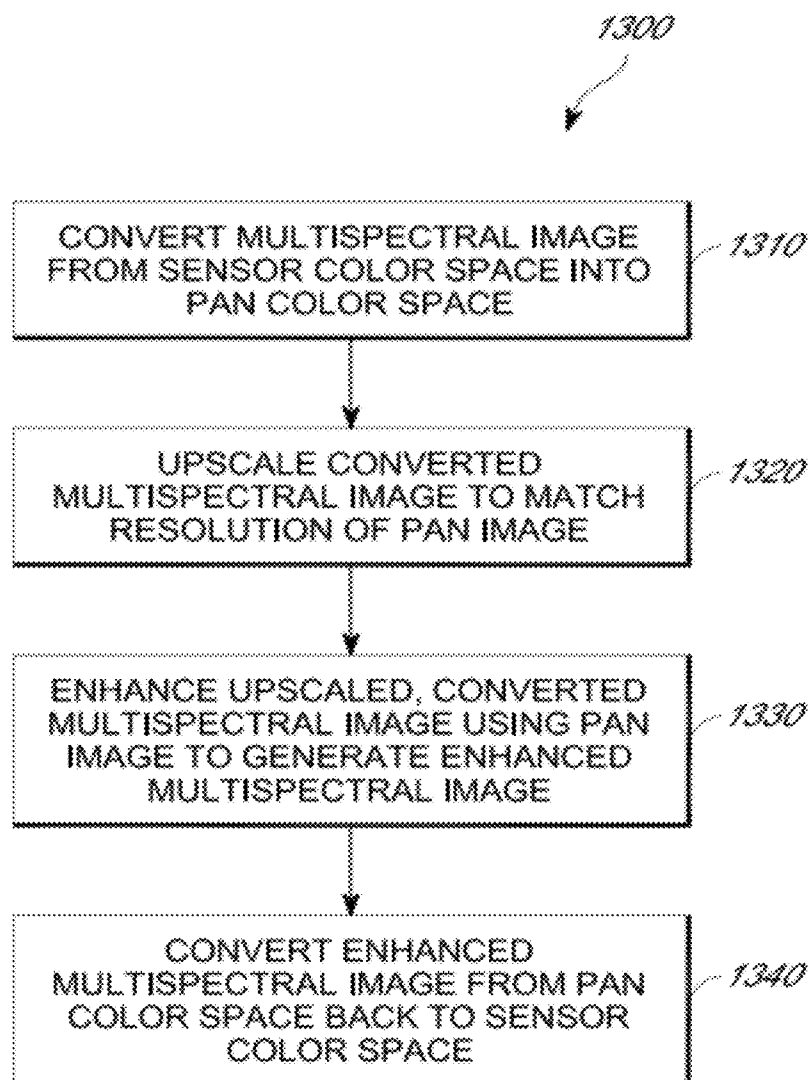 1300
CONVERT MULTISPECTRAL IMAGE
FROM SENSOR COLOR SPACE INTO
PAN COLOR SPACE
1310
UPSCALE CONVERTED
MULTISPECTRAL IMAGE TO MATCH
RESOLUTION OF PAN IMAGE
1320
ENHANCE UPSCALED, CONVERTED
MULTISPECTRAL IMAGE USING PAN
IMAGE TO GENERATE ENHANCED
MULTISPECTRAL IMAGE
1330
CONVERT ENHANCED
MULTISPECTRAL IMAGE FROM PAN
COLOR SPACE BACK TO SENSOR
COLOR SPACE
1340